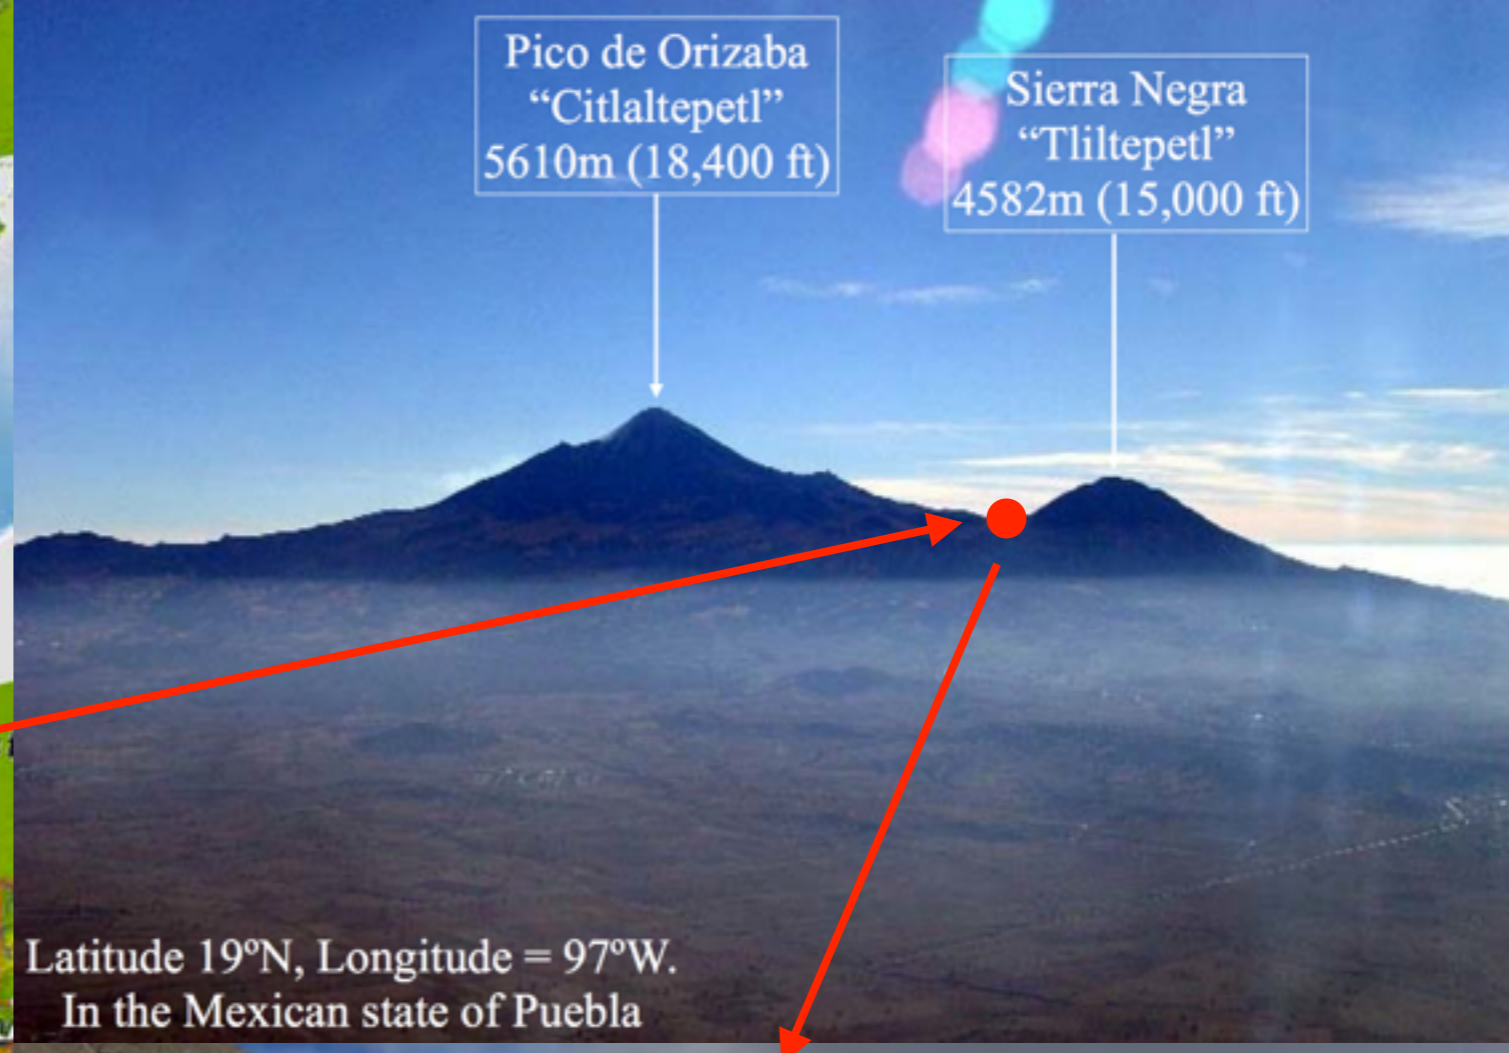 Pico de Orizaba
“Citlaltepetl”
5610m (18,400 ft)
Sierra Negra
“Tliltepetl”
4582m (15,000 ft)
Latitude 19ºN, Longitude = 97ºW.
In the Mexican state of Puebla